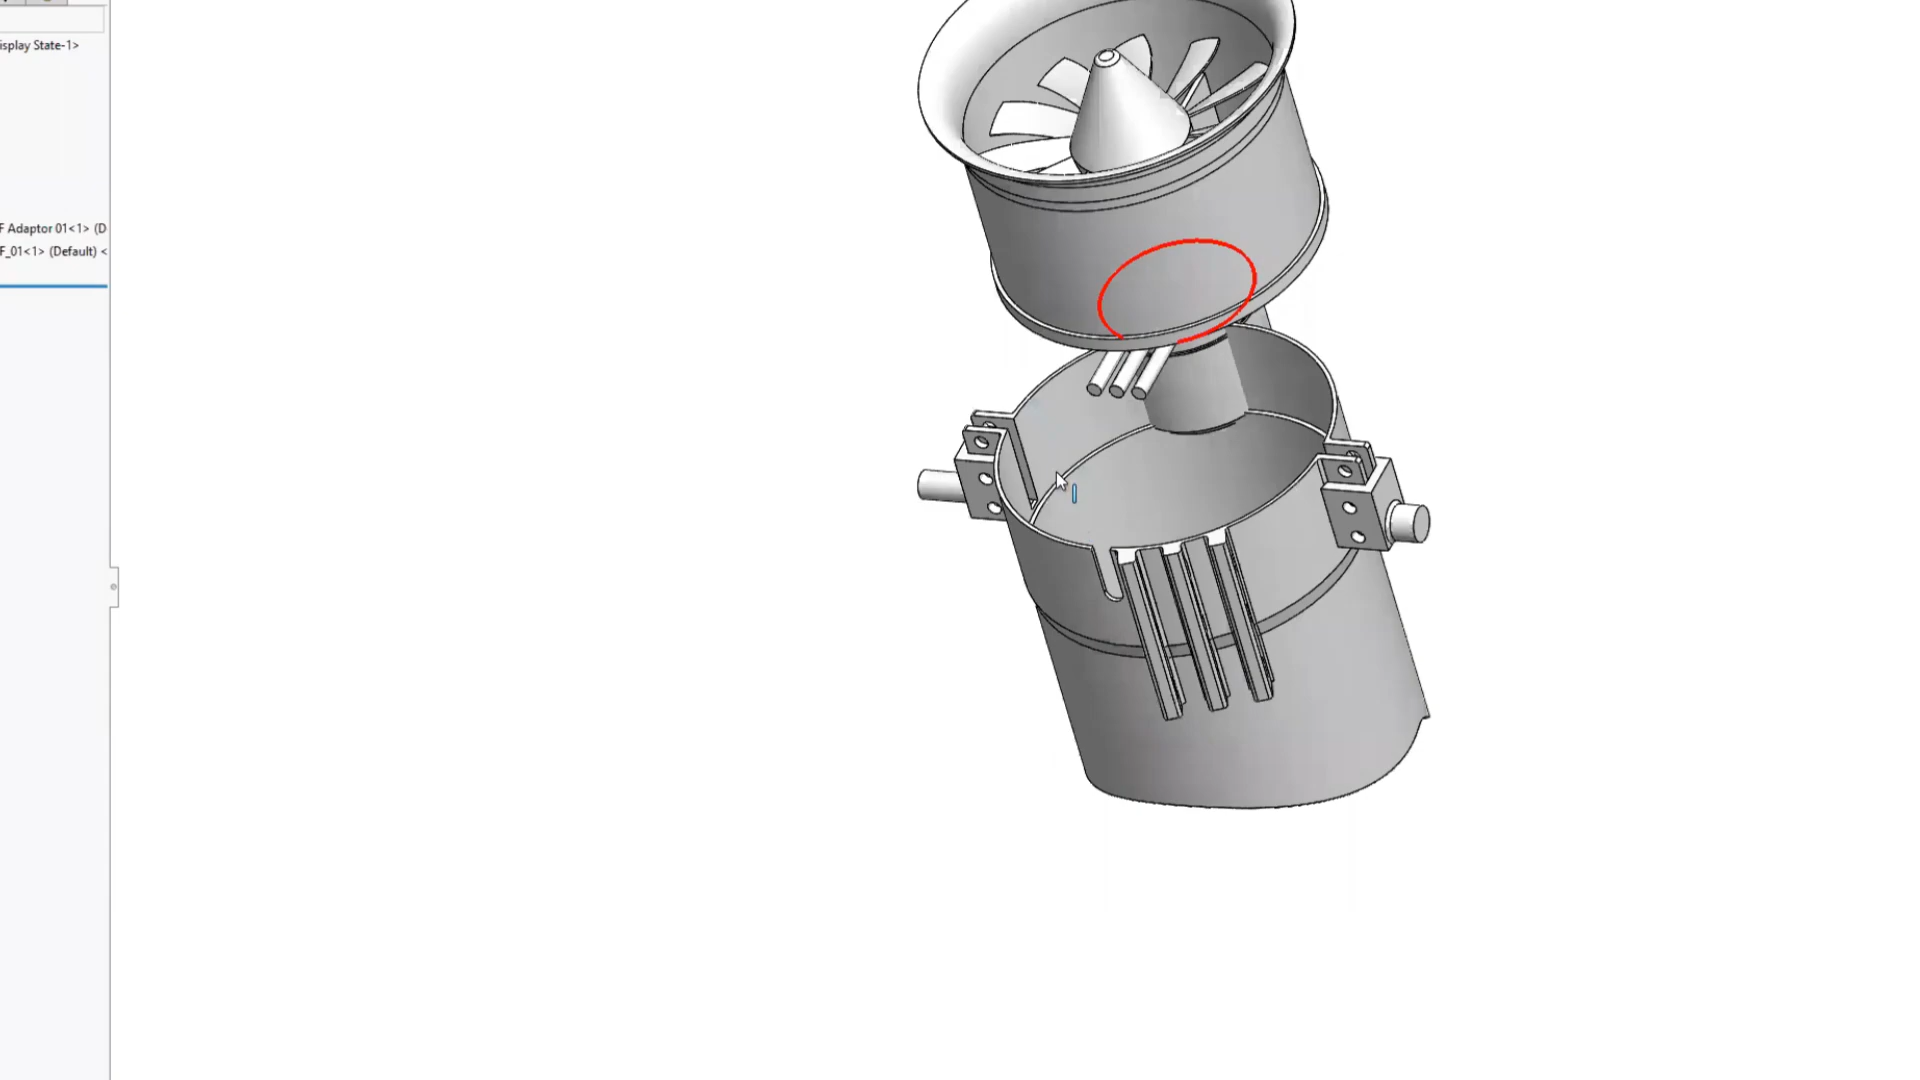 isplay State-1>
F Adaptor 01<1> (D
F_01<1> (Default) <